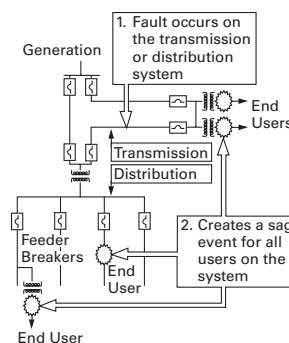 1. Fault occurs on
the transmission
or distribution
system
Generation
End
Users
Transmission
Distribution
2. Creates a sag
event for all
users on the
system
Feeder
Breakers
End
User
End User